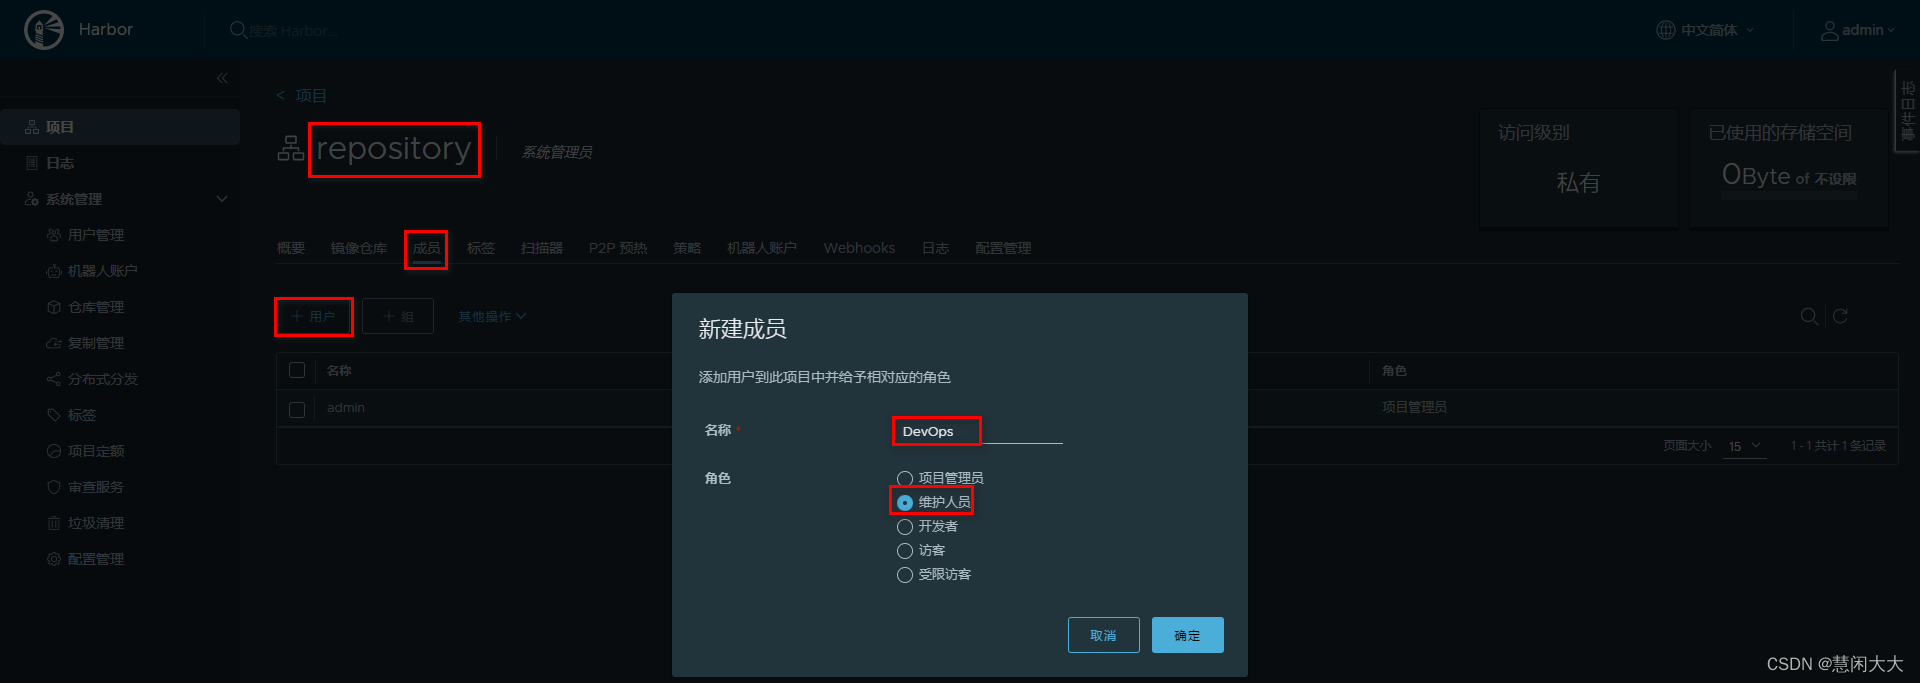 Harbor
搜索 Harbor...
中文简体
admin
事件日志
项目
日志
系统管理
用户管理
机器人账户
仓库管理
复制管理
分布式分发
标签
项目定额
审查服务
垃圾清理
配置管理
< 项目
repository
系统管理员
访问级别
私有
已使用的存储空间
0Byte of 不设限
概要 镜像仓库 成员 标签 扫描器 P2P 预热 策略 机器人账户 Webhooks 日志 配置管理
+ 用户
+ 组
其他操作
名称 角色
admin 项目管理员
页面大小 15 1 - 1 共计 1 条记录
新建成员
添加用户到此项目中并给予相对应的角色
名称 *
DevOps
角色
项目管理员
维护人员
开发者
访客
受限访客
取消
确定
CSDN @慧闲大大